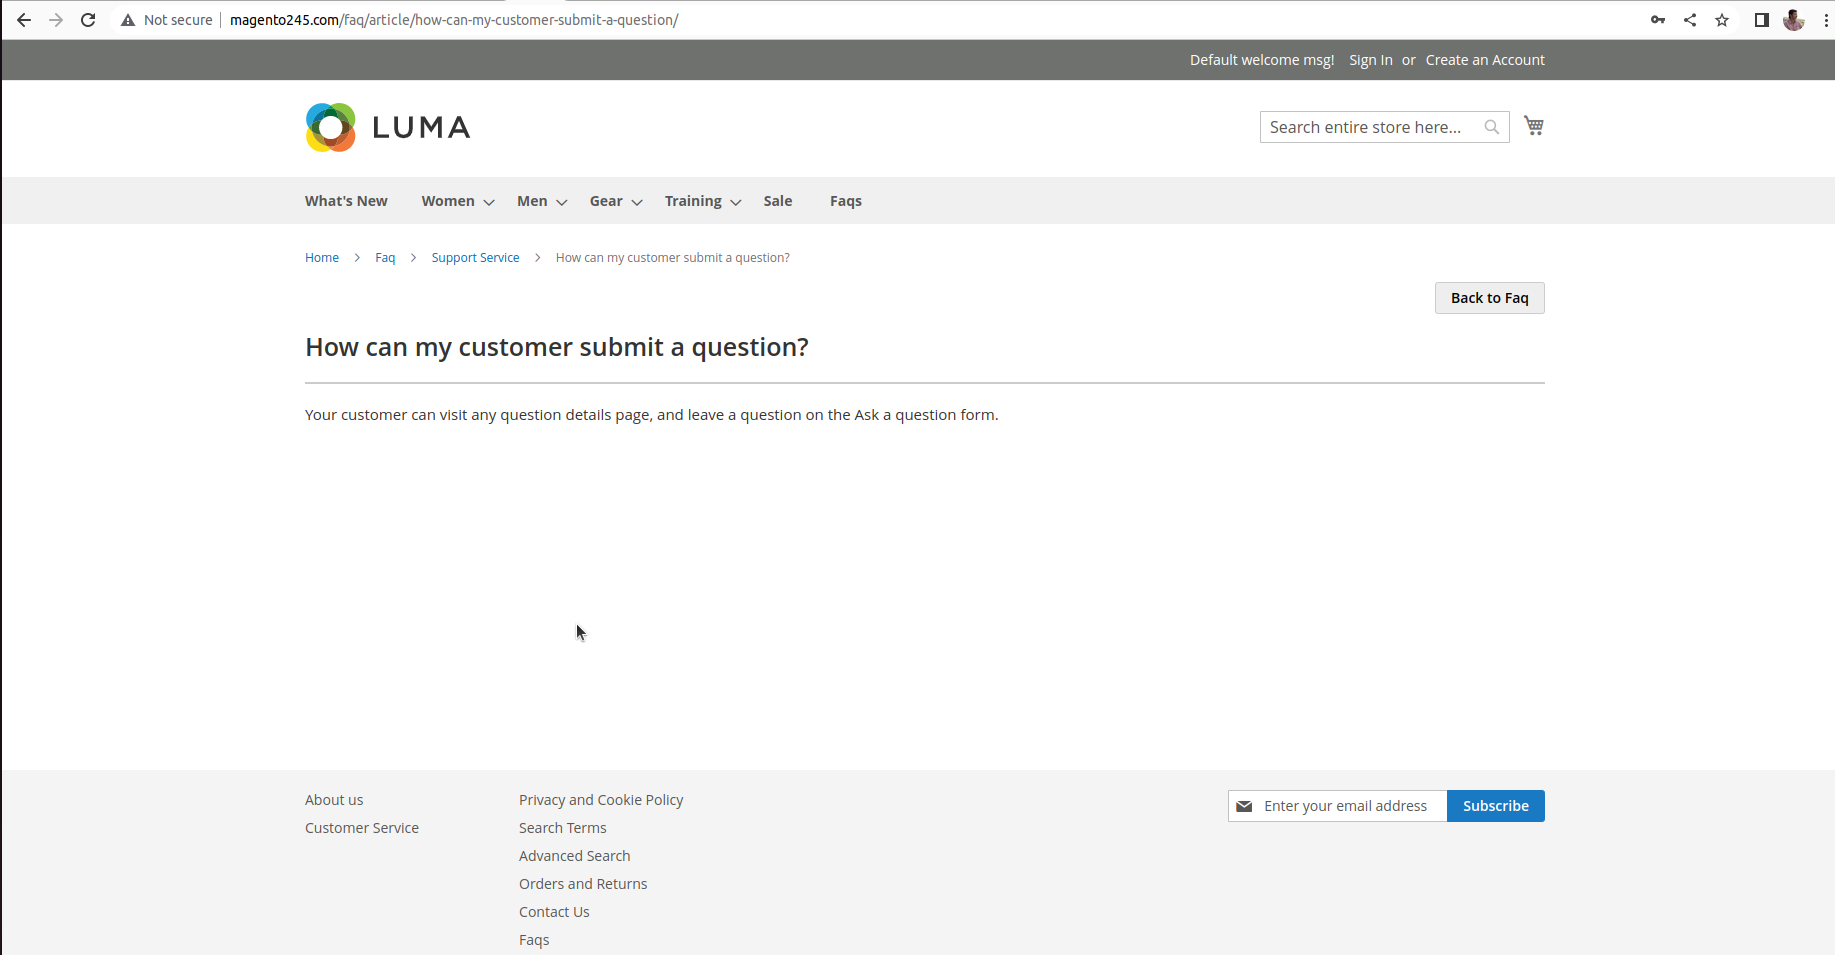 Not secure magento245.com/faq/article/how-can-my-customer-submit-a-question/
Default welcome msg! Sign In or Create an Account
LUMA
Search entire store here...
What's New Women Men Gear Training Sale Faqs
Home Faq Support Service How can my customer submit a question?
Back to Faq
How can my customer submit a question?
Your customer can visit any question details page, and leave a question on the Ask a question form.
About us
Customer Service
Privacy and Cookie Policy
Search Terms
Advanced Search
Orders and Returns
Contact Us
Faqs
Enter your email address Subscribe